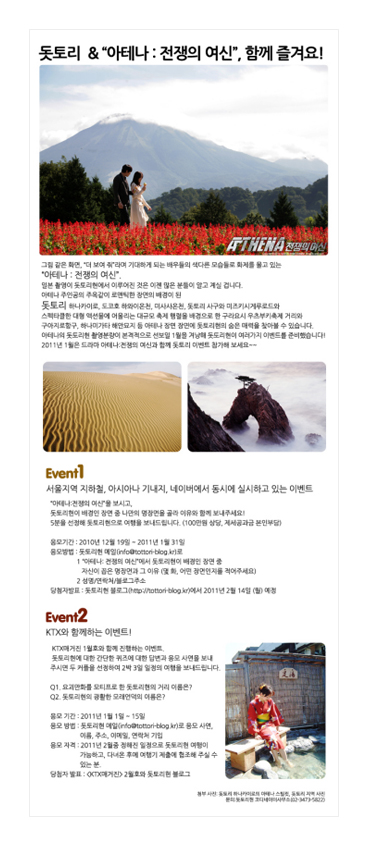 돗토리 & "아테나 : 전쟁의 여신", 함께 즐겨요!
ATHENA 전쟁의 여신
그림 같은 화면, "더 보여 줘!"라며 기대하게 되는 배우들의 색다른 모습들로 화제를 몰고 있는
"아테나 : 전쟁의 여신".
일본 촬영이 돗토리현에서 이루어진 것은 이젠 많은 분들이 알고 계실 겁니다.
아테나 주인공의 주옥같이 로맨틱한 장면의 배경이 된
돗토리 하나카이로, 도고호 하와이온천, 미사사온천, 돗토리 사구와 미즈키시게루로드와
스펙타클한 대형 액션물에 어울리는 대규모 축제 행렬을 배경으로 한 구라요시 우츠부키축제 거리와
구아지로항구, 하나미가타 해안묘지 등 아테나 장면 장면에 돗토리현의 숨은 매력을 찾아볼 수 있습니다.
아테나의 돗토리현 촬영분량이 본격적으로 선보일 1월을 겨냥해 돗토리현이 여러가지 이벤트를 준비했습니다!
2011년 1월은 드라마 아테나:전쟁의 여신과 함께 돗토리 이벤트 참가해 보세요~~
Event1
서울지역 지하철, 아시아나 기내지, 네이버에서 동시에 실시하고 있는 이벤트
"아테나:전쟁의 여신"을 보시고,
돗토리현이 배경인 장면 중 나만의 명장면을 골라 이유와 함께 보내주세요!
5분을 선정해 돗토리현으로 여행을 보내드립니다. (100만원 상당, 제세공과금 본인부담)
응모기간 : 2010년 12월 19일 ~ 2011년 1월 31일
응모방법 : 돗토리현 메일(info@tottori-blog.kr)로
1 "아테나: 전쟁의 여신"에서 돗토리현이 배경인 장면 중
자신이 꼽은 명장면과 그 이유 (몇 화, 어떤 장면인지를 적어주세요)
2 성명/연락처/블로그주소
당첨자발표 : 돗토리현 블로그(http://tottori-blog.kr)에서 2011년 2월 14일 (월) 예정
Event2
KTX와 함께하는 이벤트!
KTX매거진 1월호와 함께 진행하는 이벤트.
돗토리현에 대한 간단한 퀴즈에 대한 답변과 응모 사연을 보내
주시면 두 커플을 선정하여 2박 3일 일정의 여행을 보내드립니다.
Q1. 요괴만화를 모티프로 한 돗토리현의 거리 이름은?
Q2. 돗토리현의 광활한 모래언덕의 이름은?
응모 기간 : 2011년 1월 1일 ~ 15일
응모 방법 : 돗토리현 메일(info@tottori-blog.kr)로 응모 사연,
이름, 주소, 이메일, 연락처 기입
응모 자격 : 2011년 2월중 정해진 일정으로 돗토리현 여행이
가능하고, 다녀온 후에 여행기 제출에 협조해 주실 수
있는 분.
당첨자 발표 : <KTX매거진> 2월호와 돗토리현 블로그
첨부 사진: 돗토리 하나카이로의 아테나 스틸컷, 돗토리 지역 사진
문의:돗토리현 코디네이터사무소(02-3473-5822)